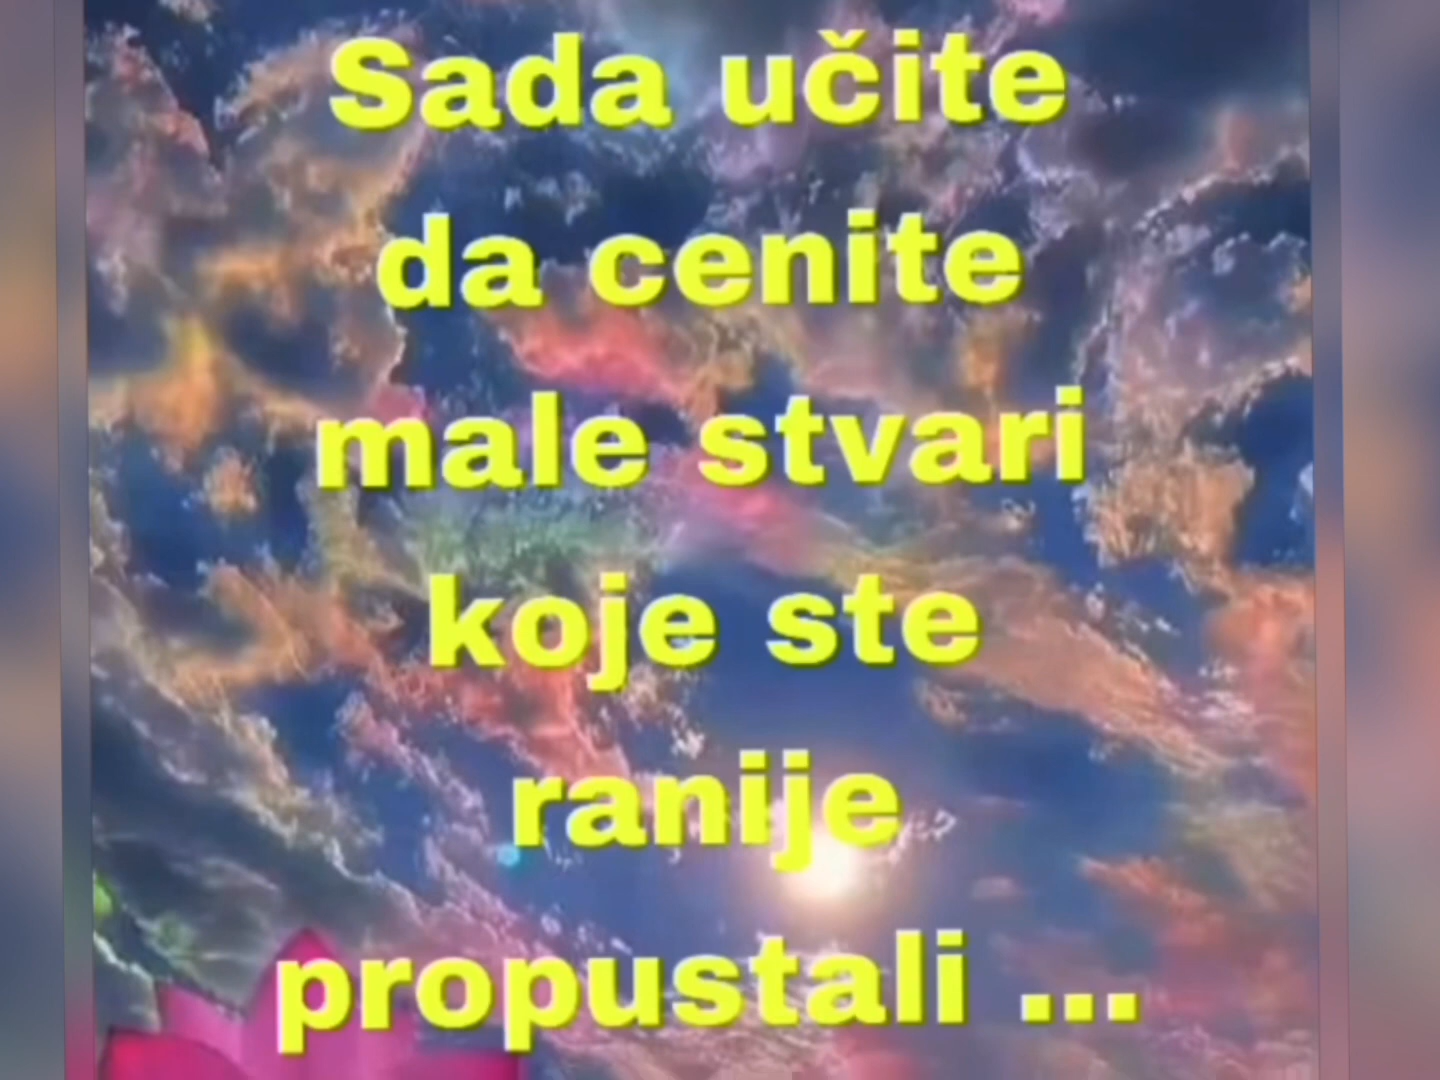 Sada učite
da cenite
male stvari
koje ste
ranije
propustali ...